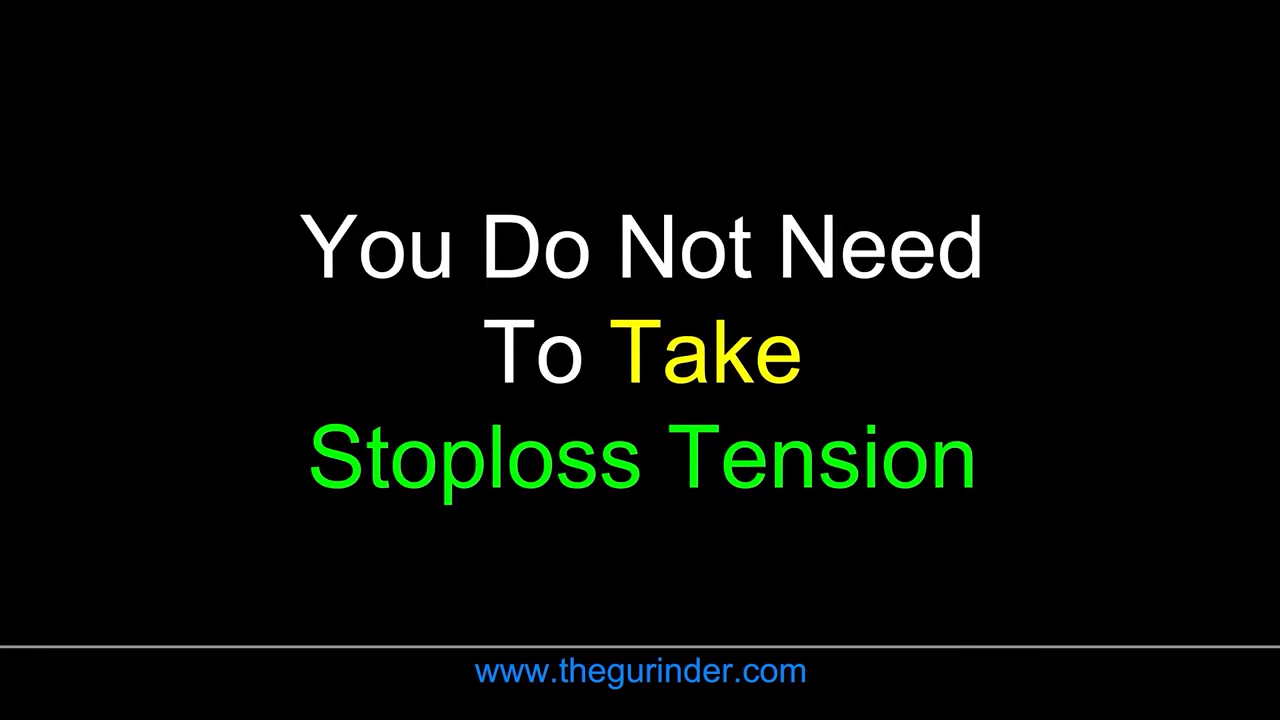 You Do Not Need
To Take
Stoploss Tension
www.thegurinder.com